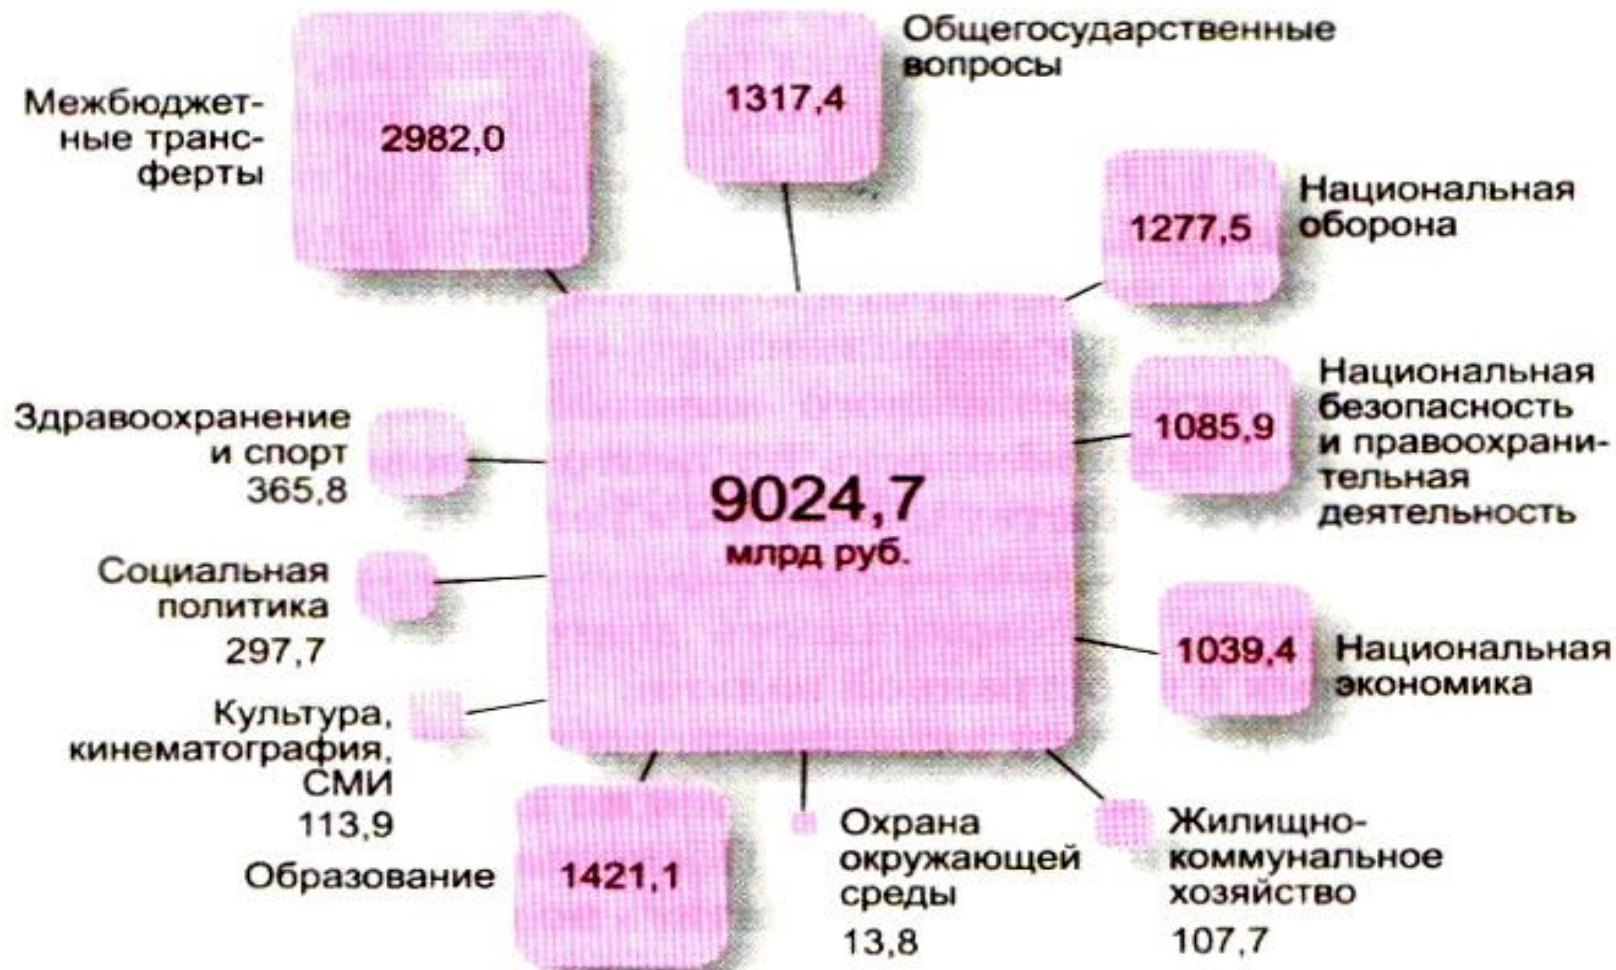 Межбюджет-
ные транс-
ферты
2982,0
1317,4
Общегосударственные
вопросы
1277,5
Национальная
оборона
1085,9
Национальная
безопасность
и правоохрани-
тельная
деятельность
1039,4
Национальная
экономика
Жилищно-
коммунальное
хозяйство
107,7
Охрана
окружающей
среды
13,8
Образование
1421,1
Культура,
кинематография,
СМИ
113,9
Социальная
политика
297,7
Здравоохранение
и спорт
365,8
9024,7
млрд руб.